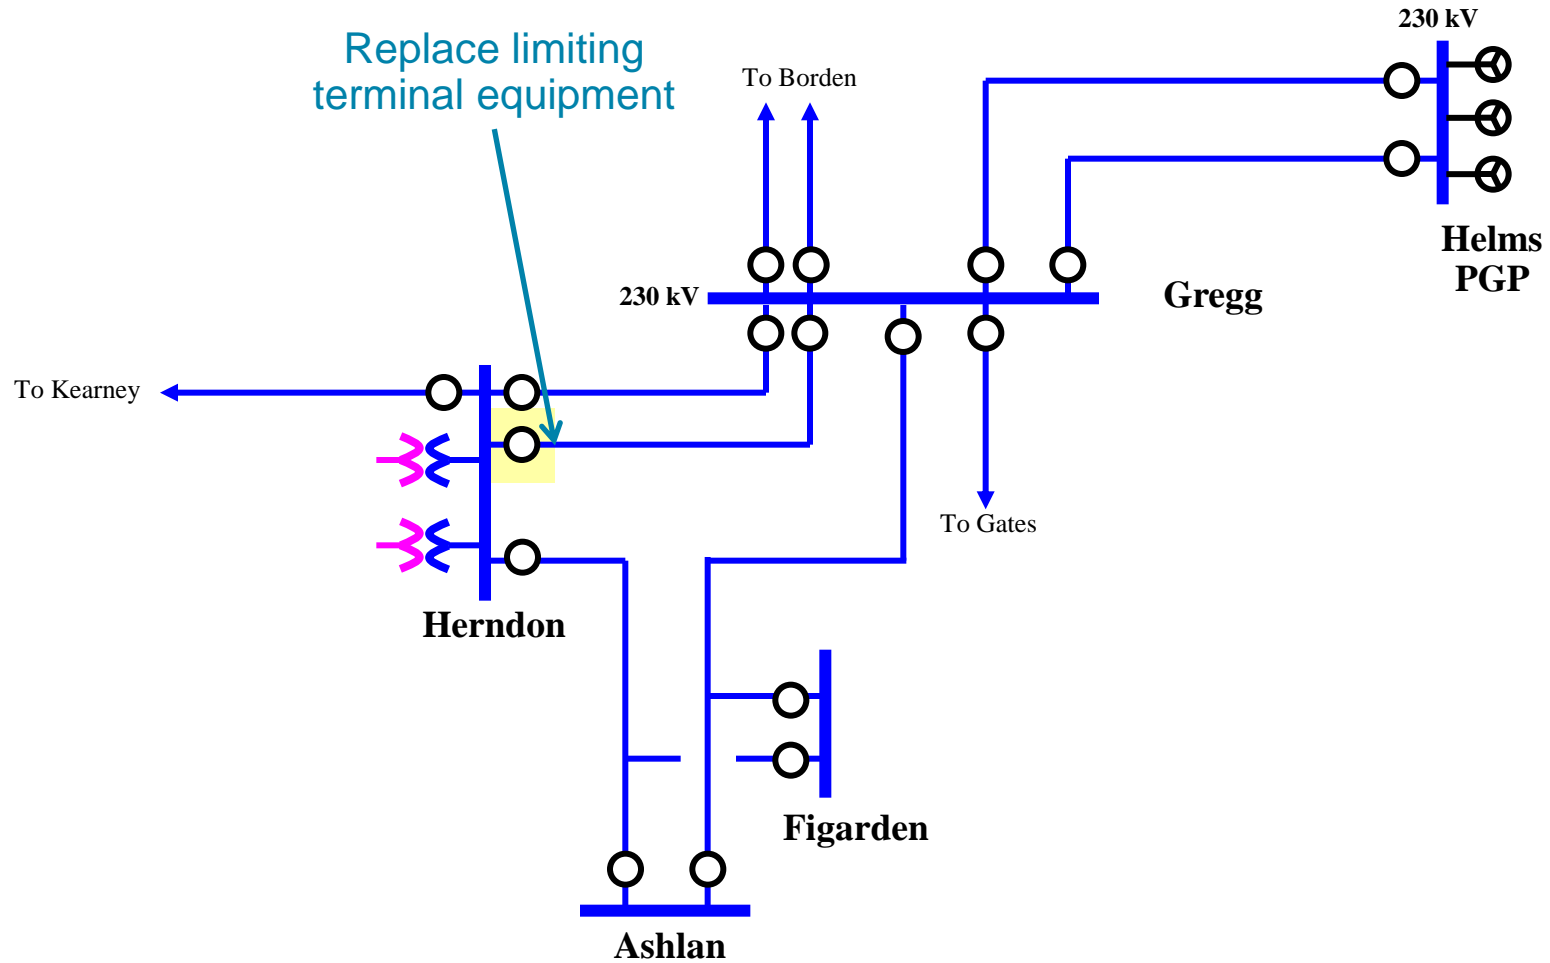 230 kV
Replace limiting
terminal equipment
To Borden
Helms
PGP
230 kV
Gregg
To Kearney
To Gates
Herndon
Figarden
Ashlan